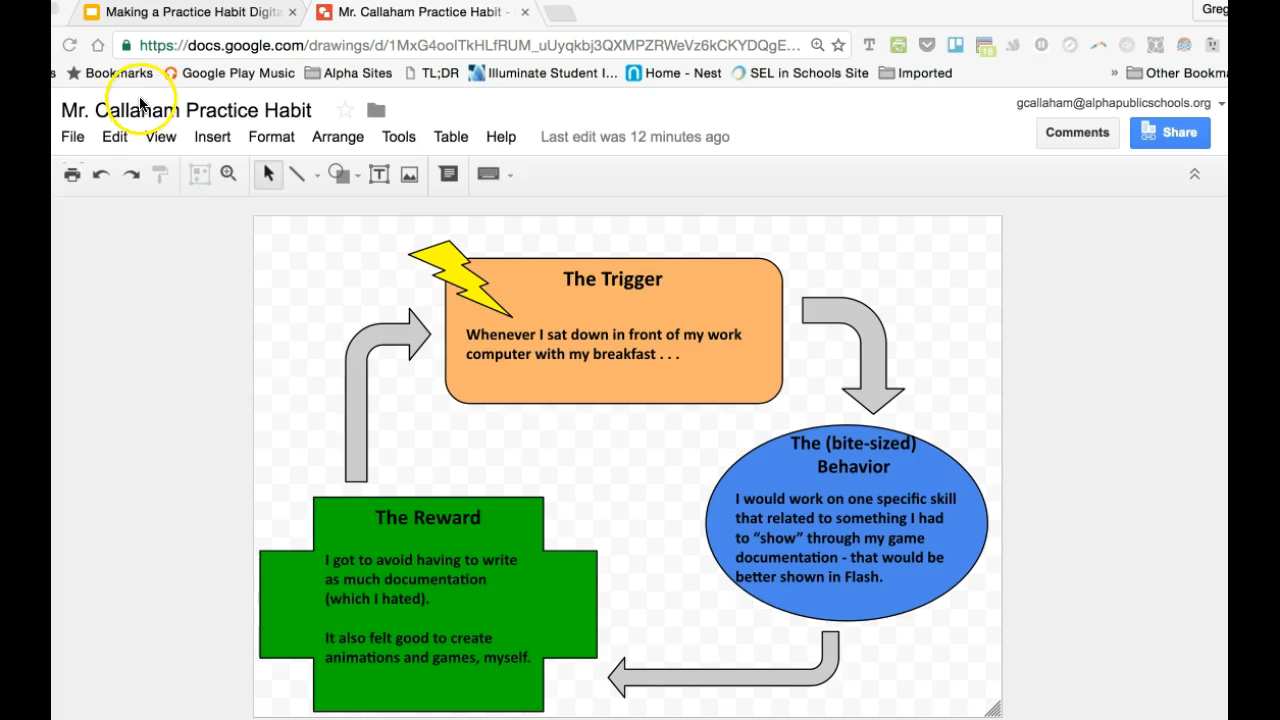 Making a Practice Habit Digita
Mr. Callaham Practice Habit -
Greg
https://docs.google.com/drawings/d/1MxG4ooITkHLfRUM_uUyqkbj3QXMPZRWeVz6kCKYDQgE...
18
s Bookmarks Google Play Music Alpha Sites TL;DR Illuminate Student I... Home - Nest SEL in Schools Site Imported » Other Bookma
Mr. Callaham Practice Habit
gcallaham@alphapublicschools.org
File Edit View Insert Format Arrange Tools Table Help Last edit was 12 minutes ago
Comments Share
The Trigger
Whenever I sat down in front of my work
computer with my breakfast . . .
The (bite-sized)
Behavior
I would work on one specific skill
that related to something I had
to “show” through my game
documentation - that would be
better shown in Flash.
The Reward
I got to avoid having to write
as much documentation
(which I hated).
It also felt good to create
animations and games, myself.